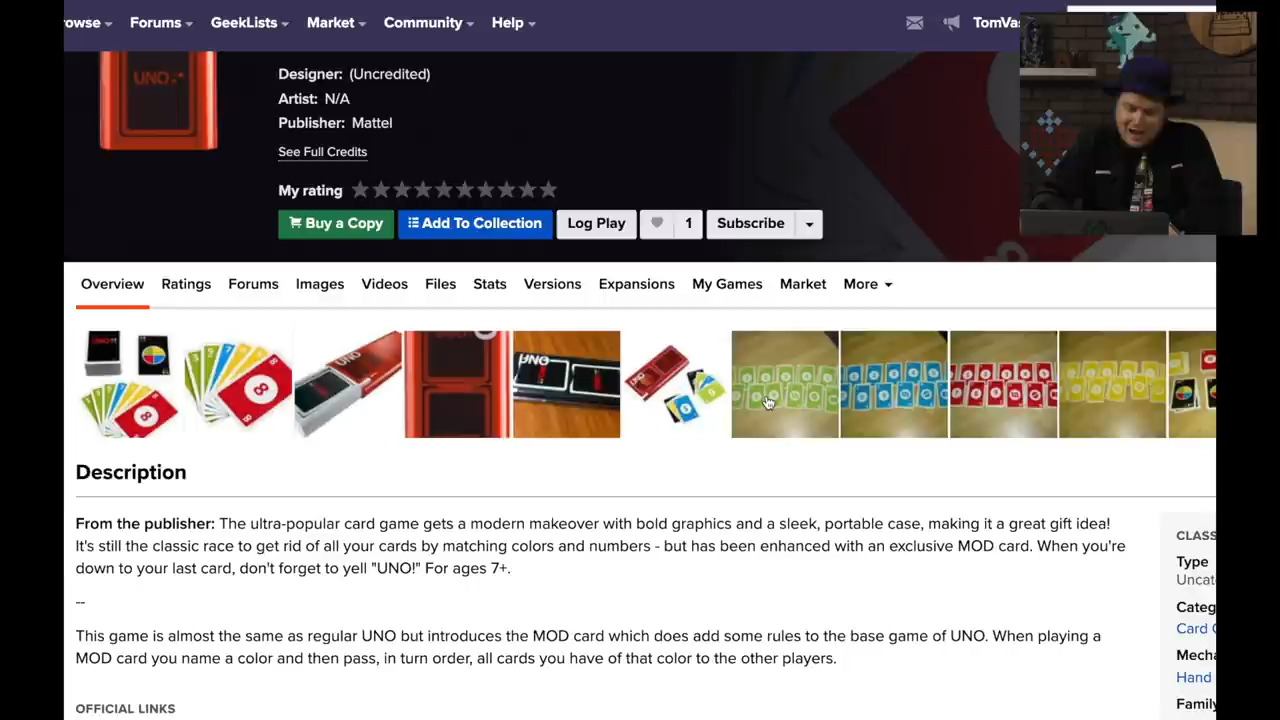 rowse Forums GeekLists Market Community Help TomVas
UNO
Designer: (Uncredited)
Artist: N/A
Publisher: Mattel
See Full Credits
My rating
Buy a Copy Add To Collection Log Play 1 Subscribe
Overview Ratings Forums Images Videos Files Stats Versions Expansions My Games Market More
UNO UNO
Description
From the publisher: The ultra-popular card game gets a modern makeover with bold graphics and a sleek, portable case, making it a great gift idea!
It's still the classic race to get rid of all your cards by matching colors and numbers - but has been enhanced with an exclusive MOD card. When you're
down to your last card, don't forget to yell "UNO!" For ages 7+.
--
This game is almost the same as regular UNO but introduces the MOD card which does add some rules to the base game of UNO. When playing a
MOD card you name a color and then pass, in turn order, all cards you have of that color to the other players.
OFFICIAL LINKS
CLASS
Type
Uncat
Categ
Card
Mecha
Hand
Family